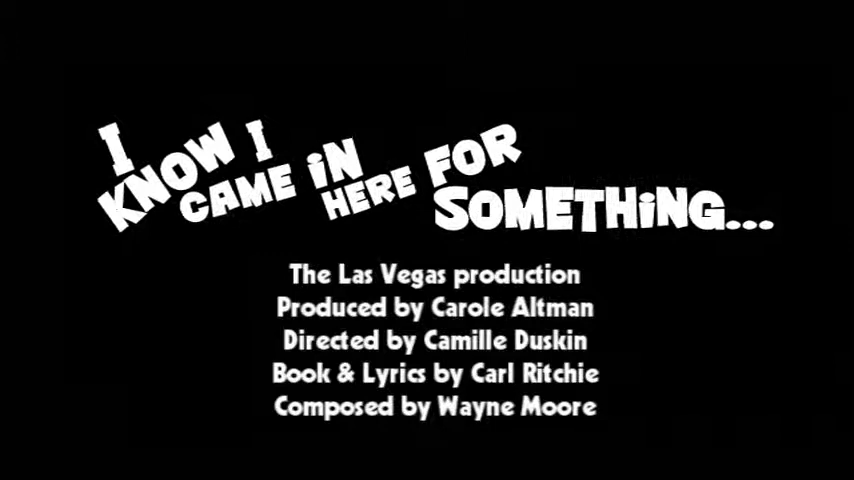 I KNOW I CAME iN HERE FOR SOMETHiNG...
The Las Vegas production
Produced by Carole Altman
Directed by Camille Duskin
Book & Lyrics by Carl Ritchie
Composed by Wayne Moore